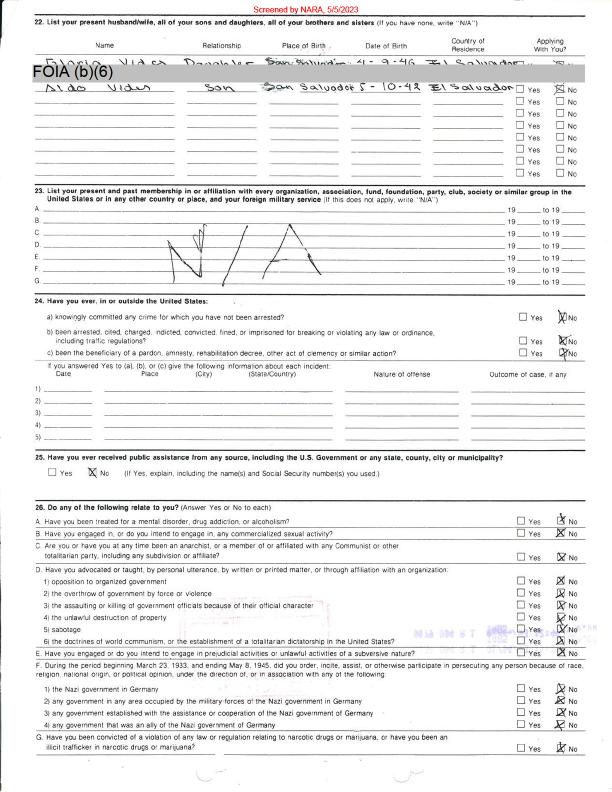 Screened by NARA, 5/5/2023
22. List your present husband/wife, all of your sons and daughters, all of your brothers and sisters (If you have none, write "N/A")
Name Relationship Place of Birth Date of Birth Country of Residence Applying With You?
Vides Daughter San Salvador 4-9-46 El Salvador
FOIA (b)(6)
Aldo Vides Son San Salvador 5-10-42 El Salvador Yes No
Yes No
Yes No
Yes No
Yes No
Yes No
Yes No
Yes No
23. List your present and past membership in or affiliation with every organization, association, fund, foundation, party, club, society or similar group in the
United States or in any other country or place, and your foreign military service (If this does not apply, write "N/A")
A. 19 to 19
B. 19 to 19
C. 19 to 19
D. N/A 19 to 19
E. 19 to 19
F. 19 to 19
G. 19 to 19
24. Have you ever, in or outside the United States:
a) knowingly committed any crime for which you have not been arrested? Yes No
b) been arrested, cited, charged, indicted, convicted, fined, or imprisoned for breaking or violating any law or ordinance,
including traffic regulations? Yes No
c) been the beneficiary of a pardon, amnesty, rehabilitation decree, other act of clemency or similar action? Yes No
If you answered Yes to (a), (b), or (c) give the following information about each incident:
Date Place (City) (State/Country) Nature of offense Outcome of case, if any
1)
2)
3)
4)
5)
25. Have you ever received public assistance from any source, including the U.S. Government or any state, county, city or municipality?
Yes No (If Yes, explain, including the name(s) and Social Security number(s) you used.)
26. Do any of the following relate to you? (Answer Yes or No to each)
A. Have you been treated for a mental disorder, drug addiction, or alcoholism? Yes No
B. Have you engaged in, or do you intend to engage in, any commercialized sexual activity? Yes No
C. Are you or have you at any time been an anarchist, or a member of or affiliated with any Communist or other
totalitarian party, including any subdivision or affiliate? Yes No
D. Have you advocated or taught, by personal utterance, by written or printed matter, or through affiliation with an organization:
1) opposition to organized government Yes No
2) the overthrow of government by force or violence Yes No
3) the assaulting or killing of government officials because of their official character Yes No
4) the unlawful destruction of property Yes No
5) sabotage Yes No
6) the doctrines of world communism, or the establishment of a totalitarian dictatorship in the United States? Yes No
E. Have you engaged or do you intend to engage in prejudicial activities or unlawful activities of a subversive nature? Yes No
F. During the period beginning March 23, 1933, and ending May 8, 1945, did you order, incite, assist, or otherwise participate in persecuting any person because of race,
religion, national origin, or political opinion, under the direction of, or in association with any of the following:
1) the Nazi government in Germany Yes No
2) any government in any area occupied by the military forces of the Nazi government in Germany Yes No
3) any government established with the assistance or cooperation of the Nazi government of Germany Yes No
4) any government that was an ally of the Nazi government of Germany Yes No
G. Have you been convicted of a violation of any law or regulation relating to narcotic drugs or marijuana, or have you been an
illicit trafficker in narcotic drugs or marijuana? Yes No